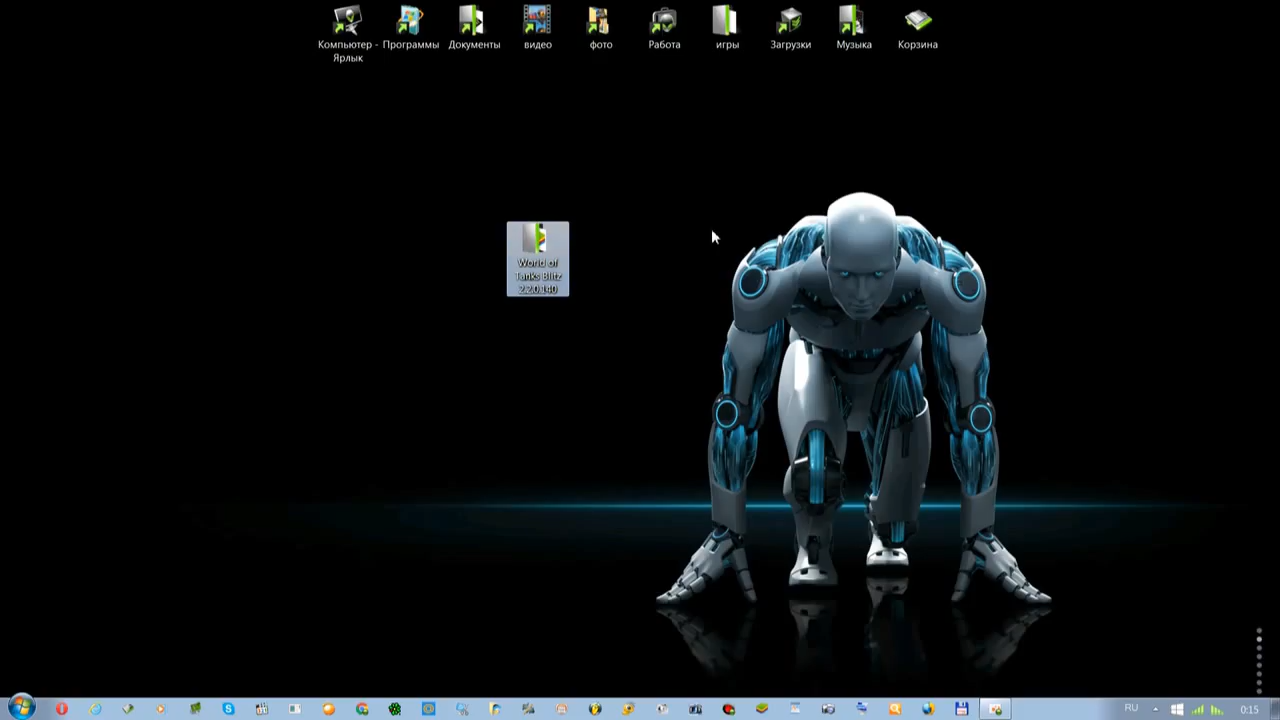 Компьютер -
Ярлык
Программы
Документы
видео
фото
Работа
игры
Загрузки
Музыка
Корзина
World of
Tanks Blitz
2.2.0.140
RU
0:15